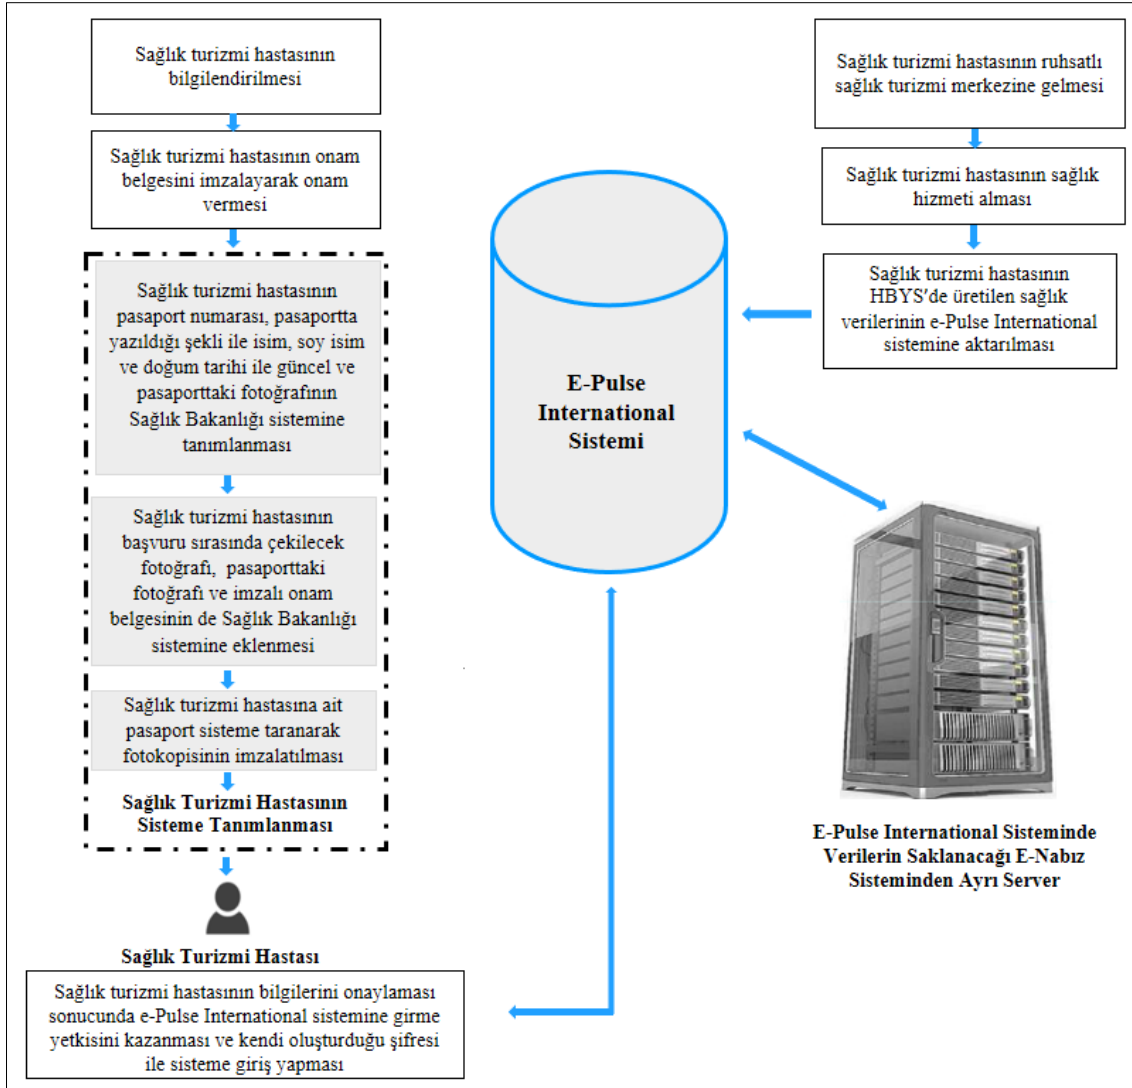 Sağlık turizmi hastasının
bilgilendirilmesi
Sağlık turizmi hastasının onam
belgesini imzalayarak onam
vermesi
Sağlık turizmi hastasının
pasaport numarası, pasaportta
yazıldığı şekli ile isim, soy isim
ve doğum tarihi ile güncel ve
pasaporttaki fotoğrafının
Sağlık Bakanlığı sistemine
tanımlanması
Sağlık turizmi hastasının
başvuru sırasında çekilecek
fotoğrafı, pasaporttaki
fotoğrafı ve imzalı onam
belgesinin de Sağlık Bakanlığı
sistemine eklenmesi
Sağlık turizmi hastasına ait
pasaport sisteme taranarak
fotokopisinin imzalatılması
Sağlık Turizmi Hastasının
Sisteme Tanımlanması
Sağlık Turizmi Hastası
Sağlık turizmi hastasının bilgilerini onaylaması
sonucunda e-Pulse International sistemine girme
yetkisini kazanması ve kendi oluşturduğu şifresi
ile sisteme giriş yapması
E-Pulse
International
Sistemi
Sağlık turizmi hastasının ruhsatlı
sağlık turizmi merkezine gelmesi
Sağlık turizmi hastasının sağlık
hizmeti alması
Sağlık turizmi hastasının
HBYS'de üretilen sağlık
verilerinin e-Pulse International
sistemine aktarılması
E-Pulse International Sisteminde
Verilerin Saklanacağı E-Nabız
Sisteminden Ayrı Server